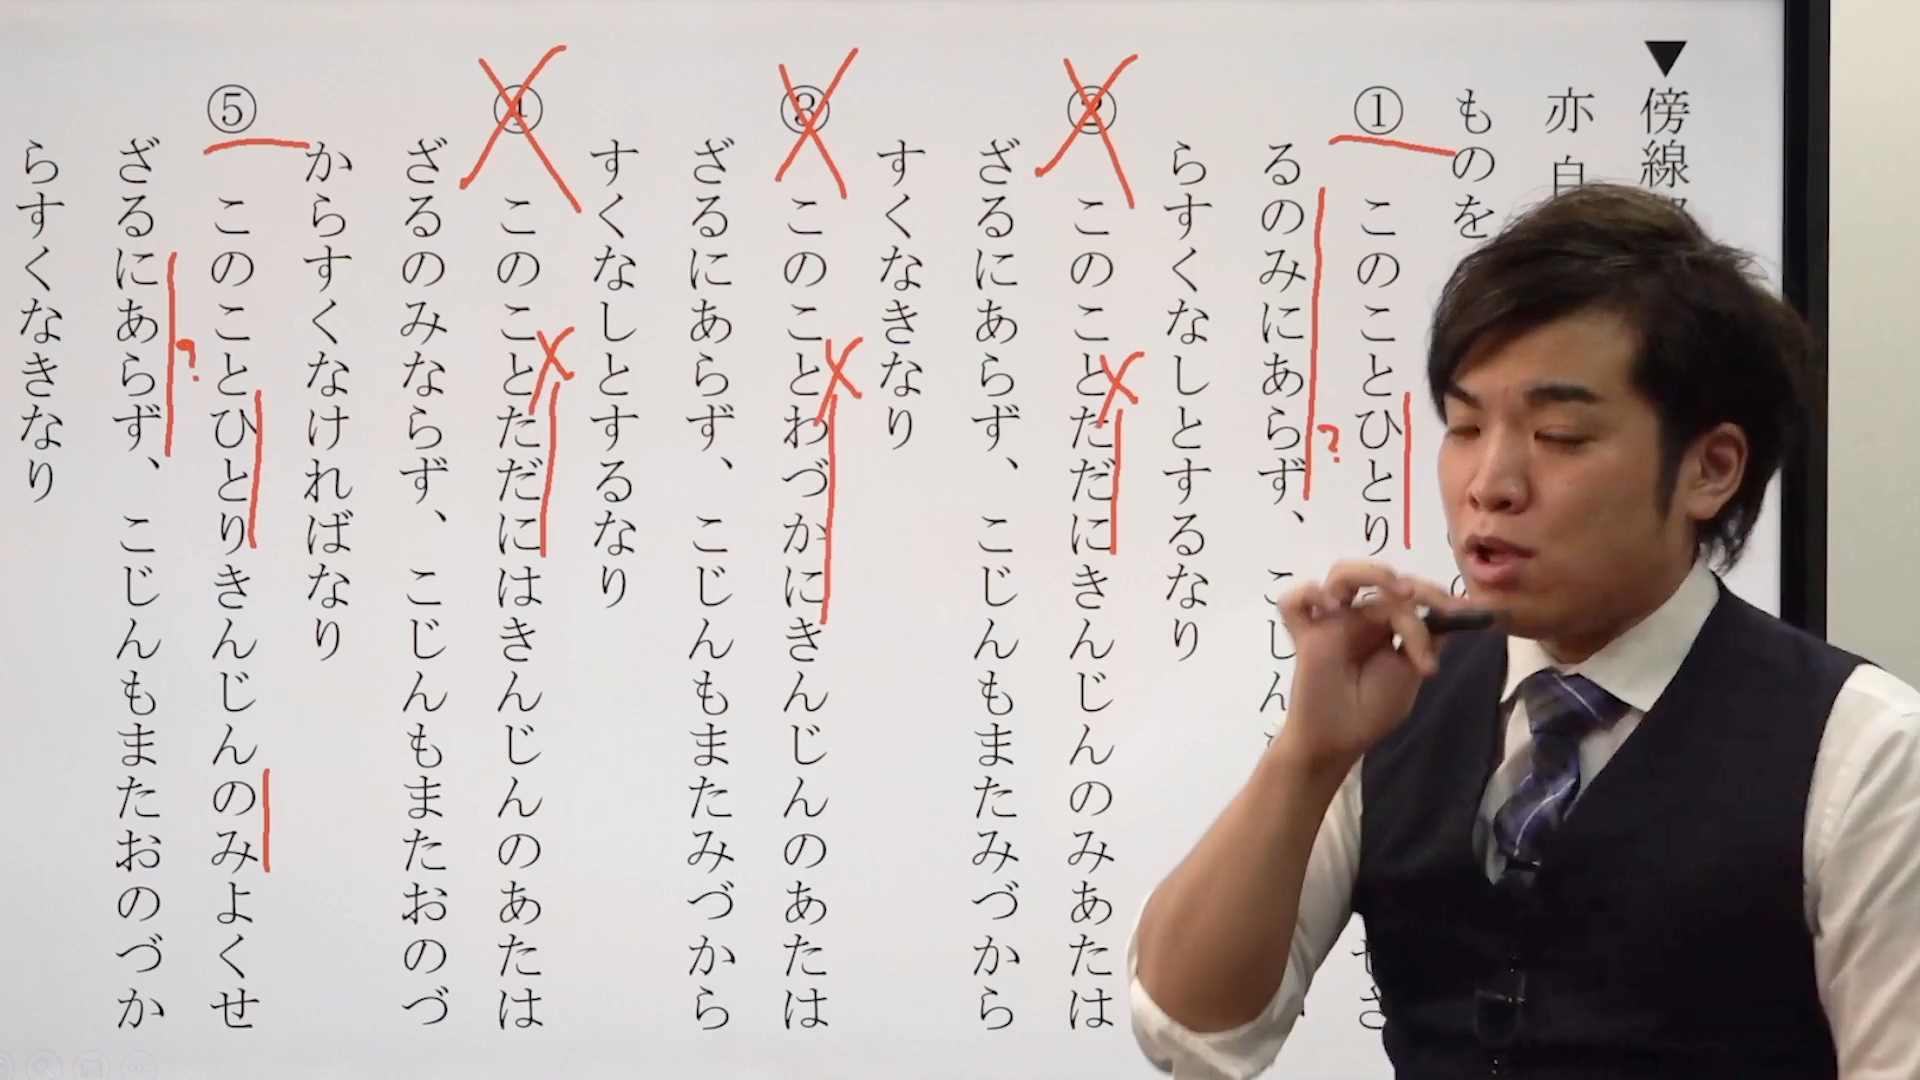 ▼傍線
亦自
ものを
①　このことひとり
るのみにあらず、こじん
らすくなしとするなり
②　このことただにきんじんのみあたは
ざるにあらず、こじんもまたみづから
すくなきなり
③　このことわづかにきんじんのあたは
ざるにあらず、こじんもまたみづから
すくなしとするなり
④　このことただにはきんじんのあたは
ざるのみならず、こじんもまたおのづ
からすくなければなり
⑤　このことひとりきんじんのみよくせ
ざるにあらず、こじんもまたおのづか
らすくなきなり
?
?